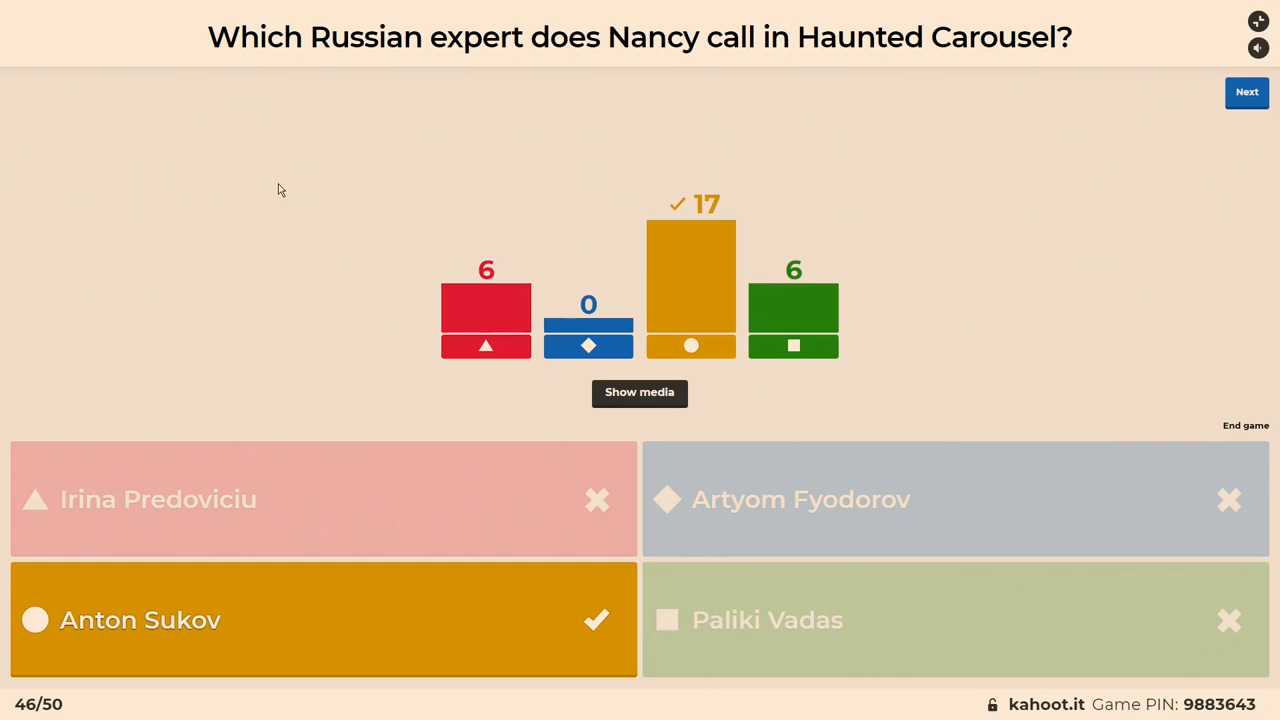 Which Russian expert does Nancy call in Haunted Carousel?
Next
17
6
6
0
Show media
End game
Irina Predoviciu
Artyom Fyodorov
Anton Sukov
Paliki Vadas
46/50
kahoot.it Game PIN: 9883643